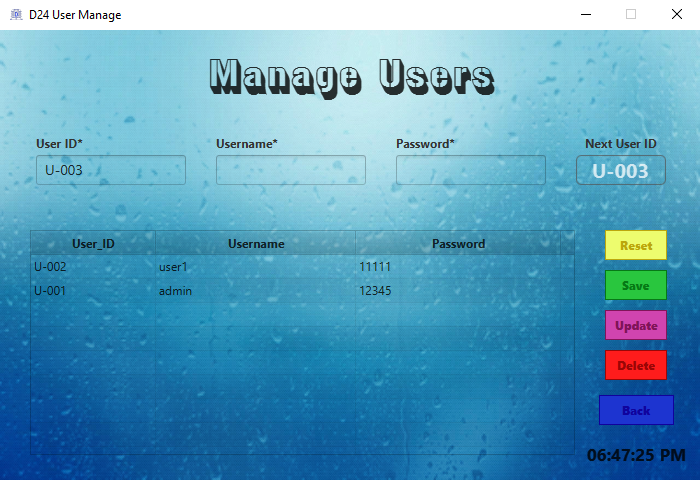 D24 User Manage
Manage Users
User ID* Username* Password* Next User ID
U-003 U-003
User_ID Username Password
U-002 user1 11111
U-001 admin 12345
Reset
Save
Update
Delete
Back
06:47:25 PM